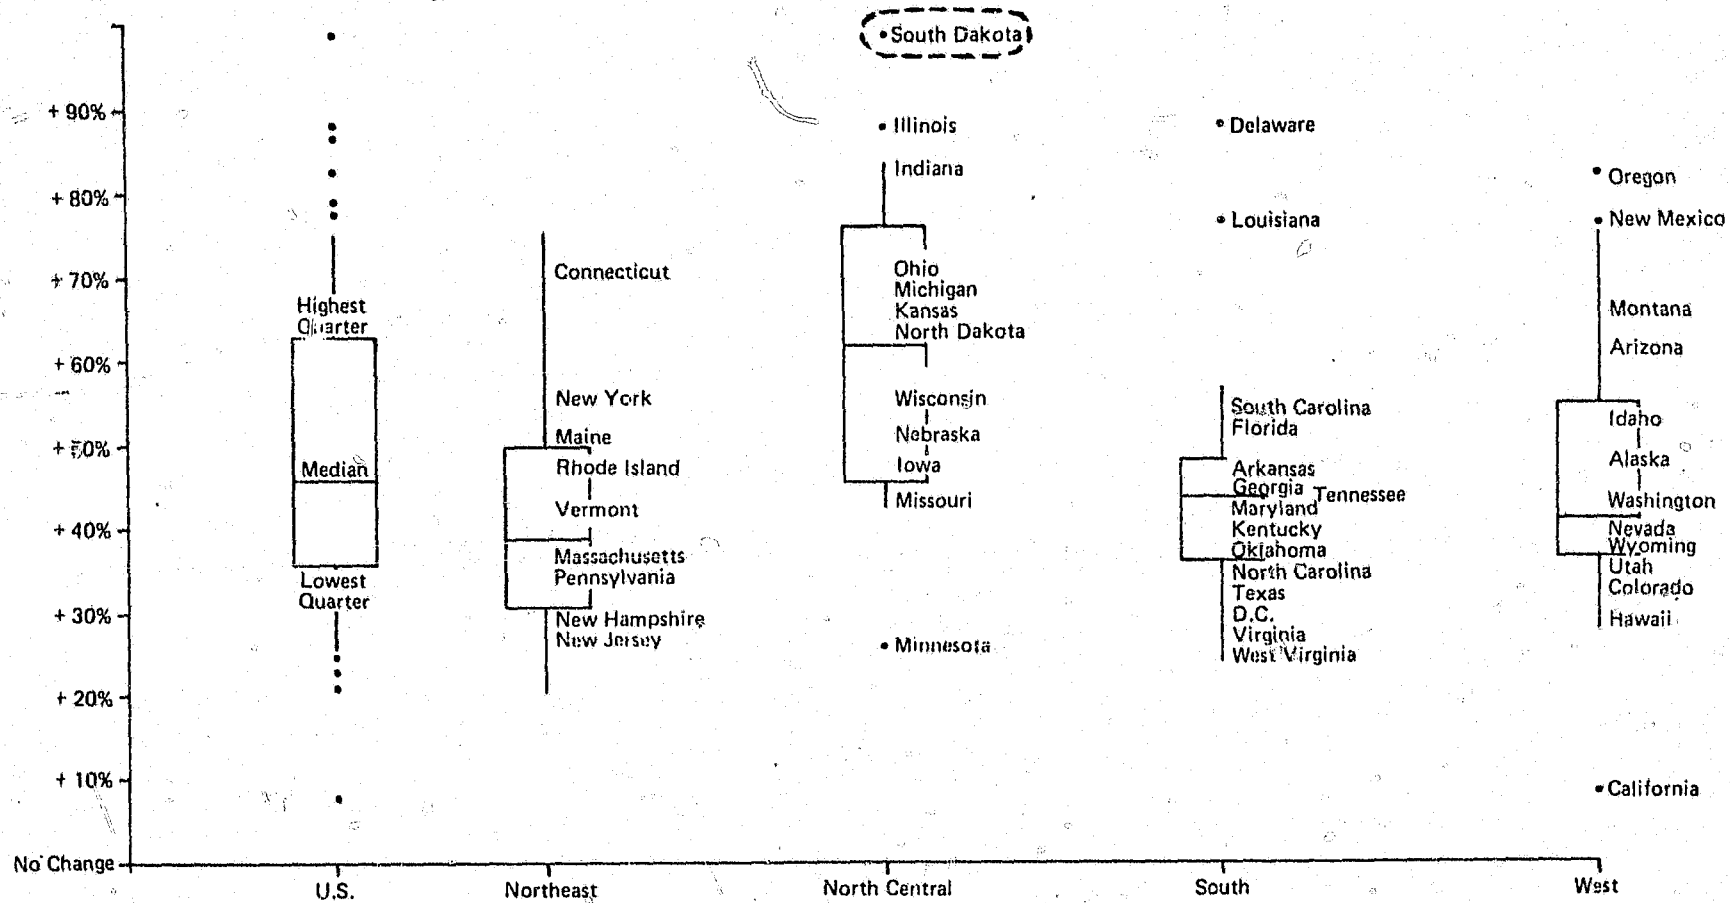 South Dakota
+ 90%
+ 80%
+ 70%
+ 60%
+ 50%
+ 40%
+ 30%
+ 20%
+ 10%
No Change
Highest
Quarter
Median
Lowest
Quarter
Connecticut
New York
Maine
Rhode Island
Vermont
Massachusetts
Pennsylvania
New Hampshire
New Jersey
Illinois
Indiana
Ohio
Michigan
Kansas
North Dakota
Wisconsin
Nebraska
Iowa
Missouri
Minnesota
Delaware
Louisiana
South Carolina
Florida
Arkansas
Georgia
Tennessee
Maryland
Kentucky
Oklahoma
North Carolina
Texas
D.C.
Virginia
West Virginia
Oregon
New Mexico
Montana
Arizona
Idaho
Alaska
Washington
Nevada
Wyoming
Utah
Colorado
Hawaii
California
U.S.
Northeast
North Central
South
West